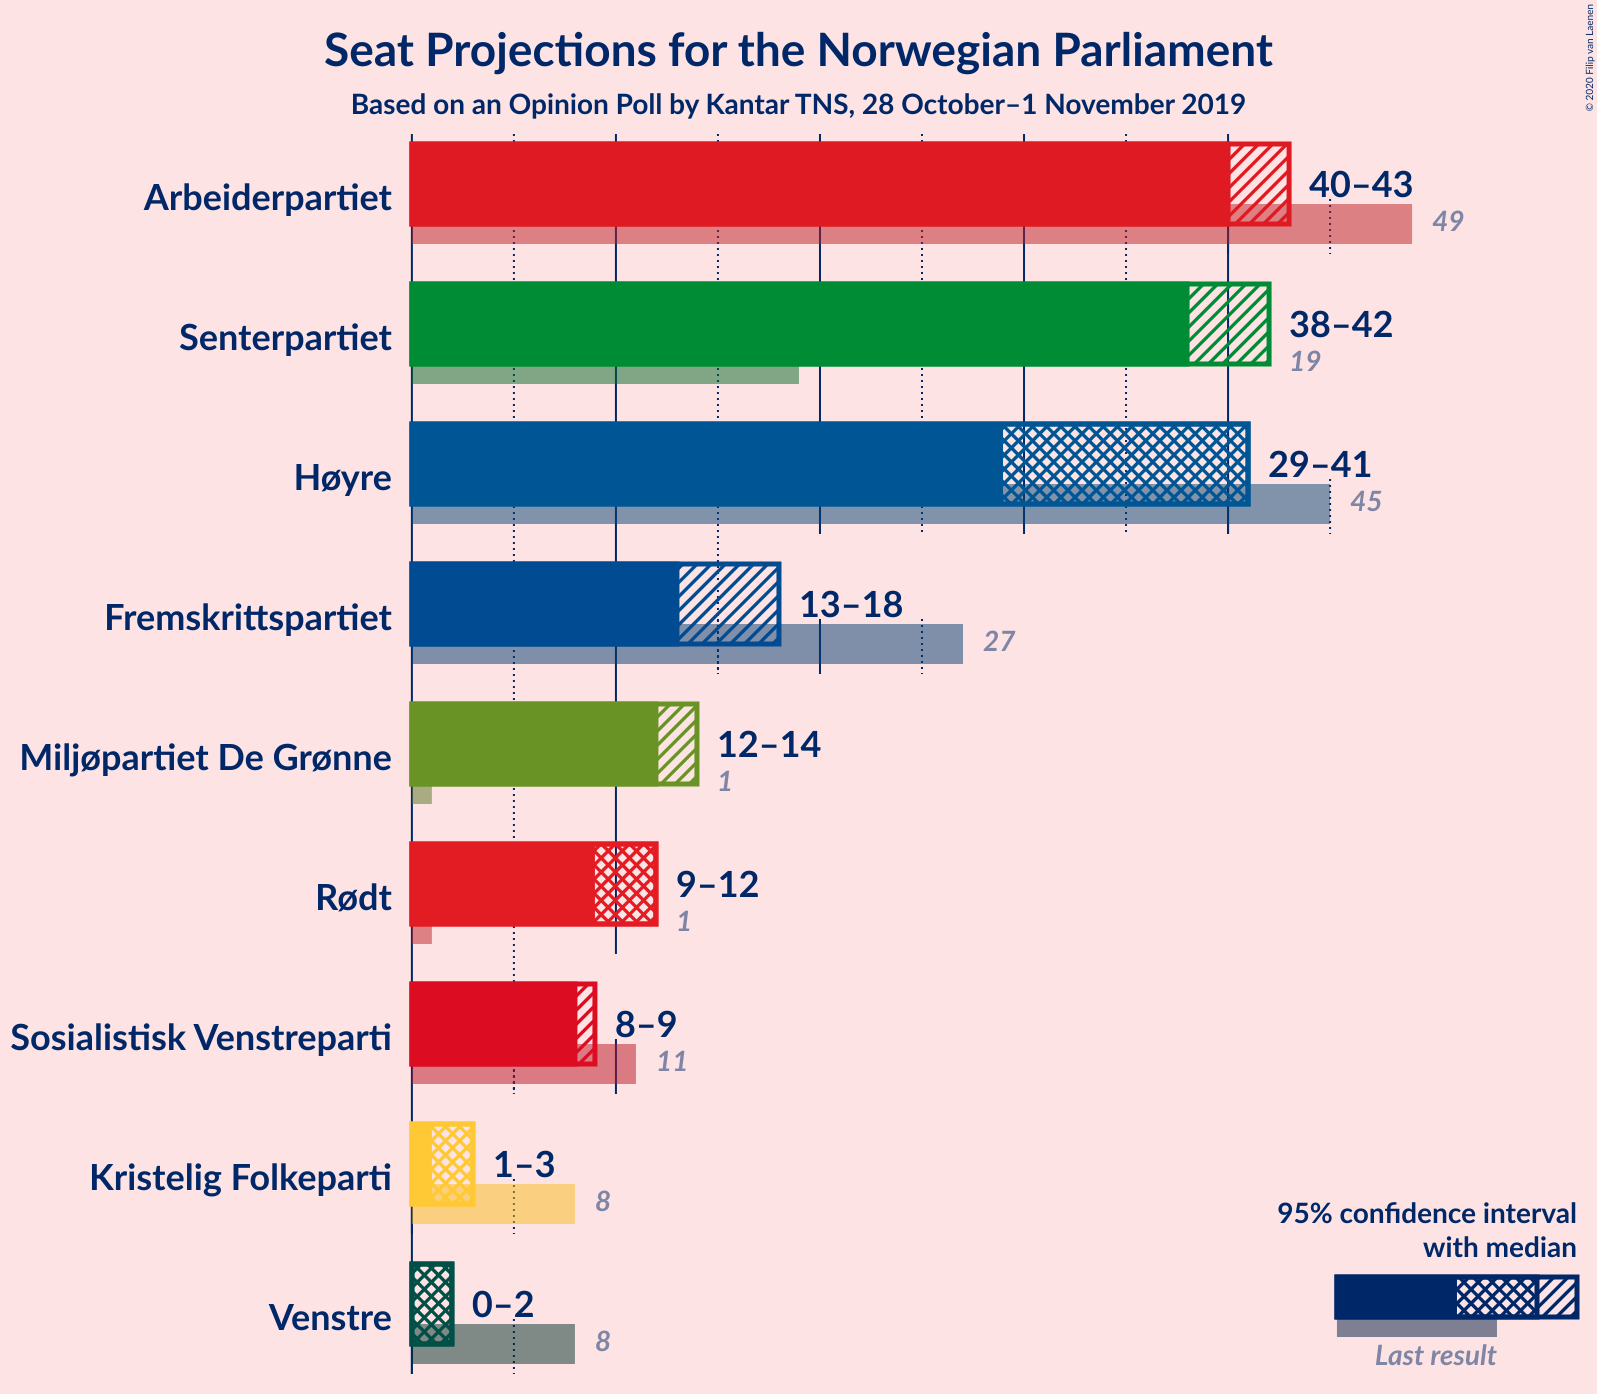 Seat Projections for the Norwegian Parliament
Based on an Opinion Poll by Kantar TNS, 28 October–1 November 2019
© 2020 Filip van Laenen
Arbeiderpartiet
40–43
49
Senterpartiet
38–42
19
Høyre
29–41
45
Fremskrittspartiet
13–18
27
Miljøpartiet De Grønne
12–14
1
Rødt
9–12
1
Sosialistisk Venstreparti
8–9
11
Kristelig Folkeparti
1–3
8
Venstre
0–2
8
95% confidence interval
with median
Last result